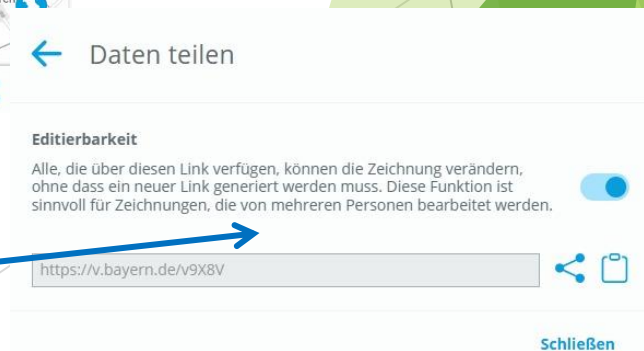 Daten teilen
Editierbarkeit
Alle, die über diesen Link verfügen, können die Zeichnung verändern,
ohne dass ein neuer Link generiert werden muss. Diese Funktion ist
sinnvoll für Zeichnungen, die von mehreren Personen bearbeitet werden.
https://v.bayern.de/v9X8V
Schließen